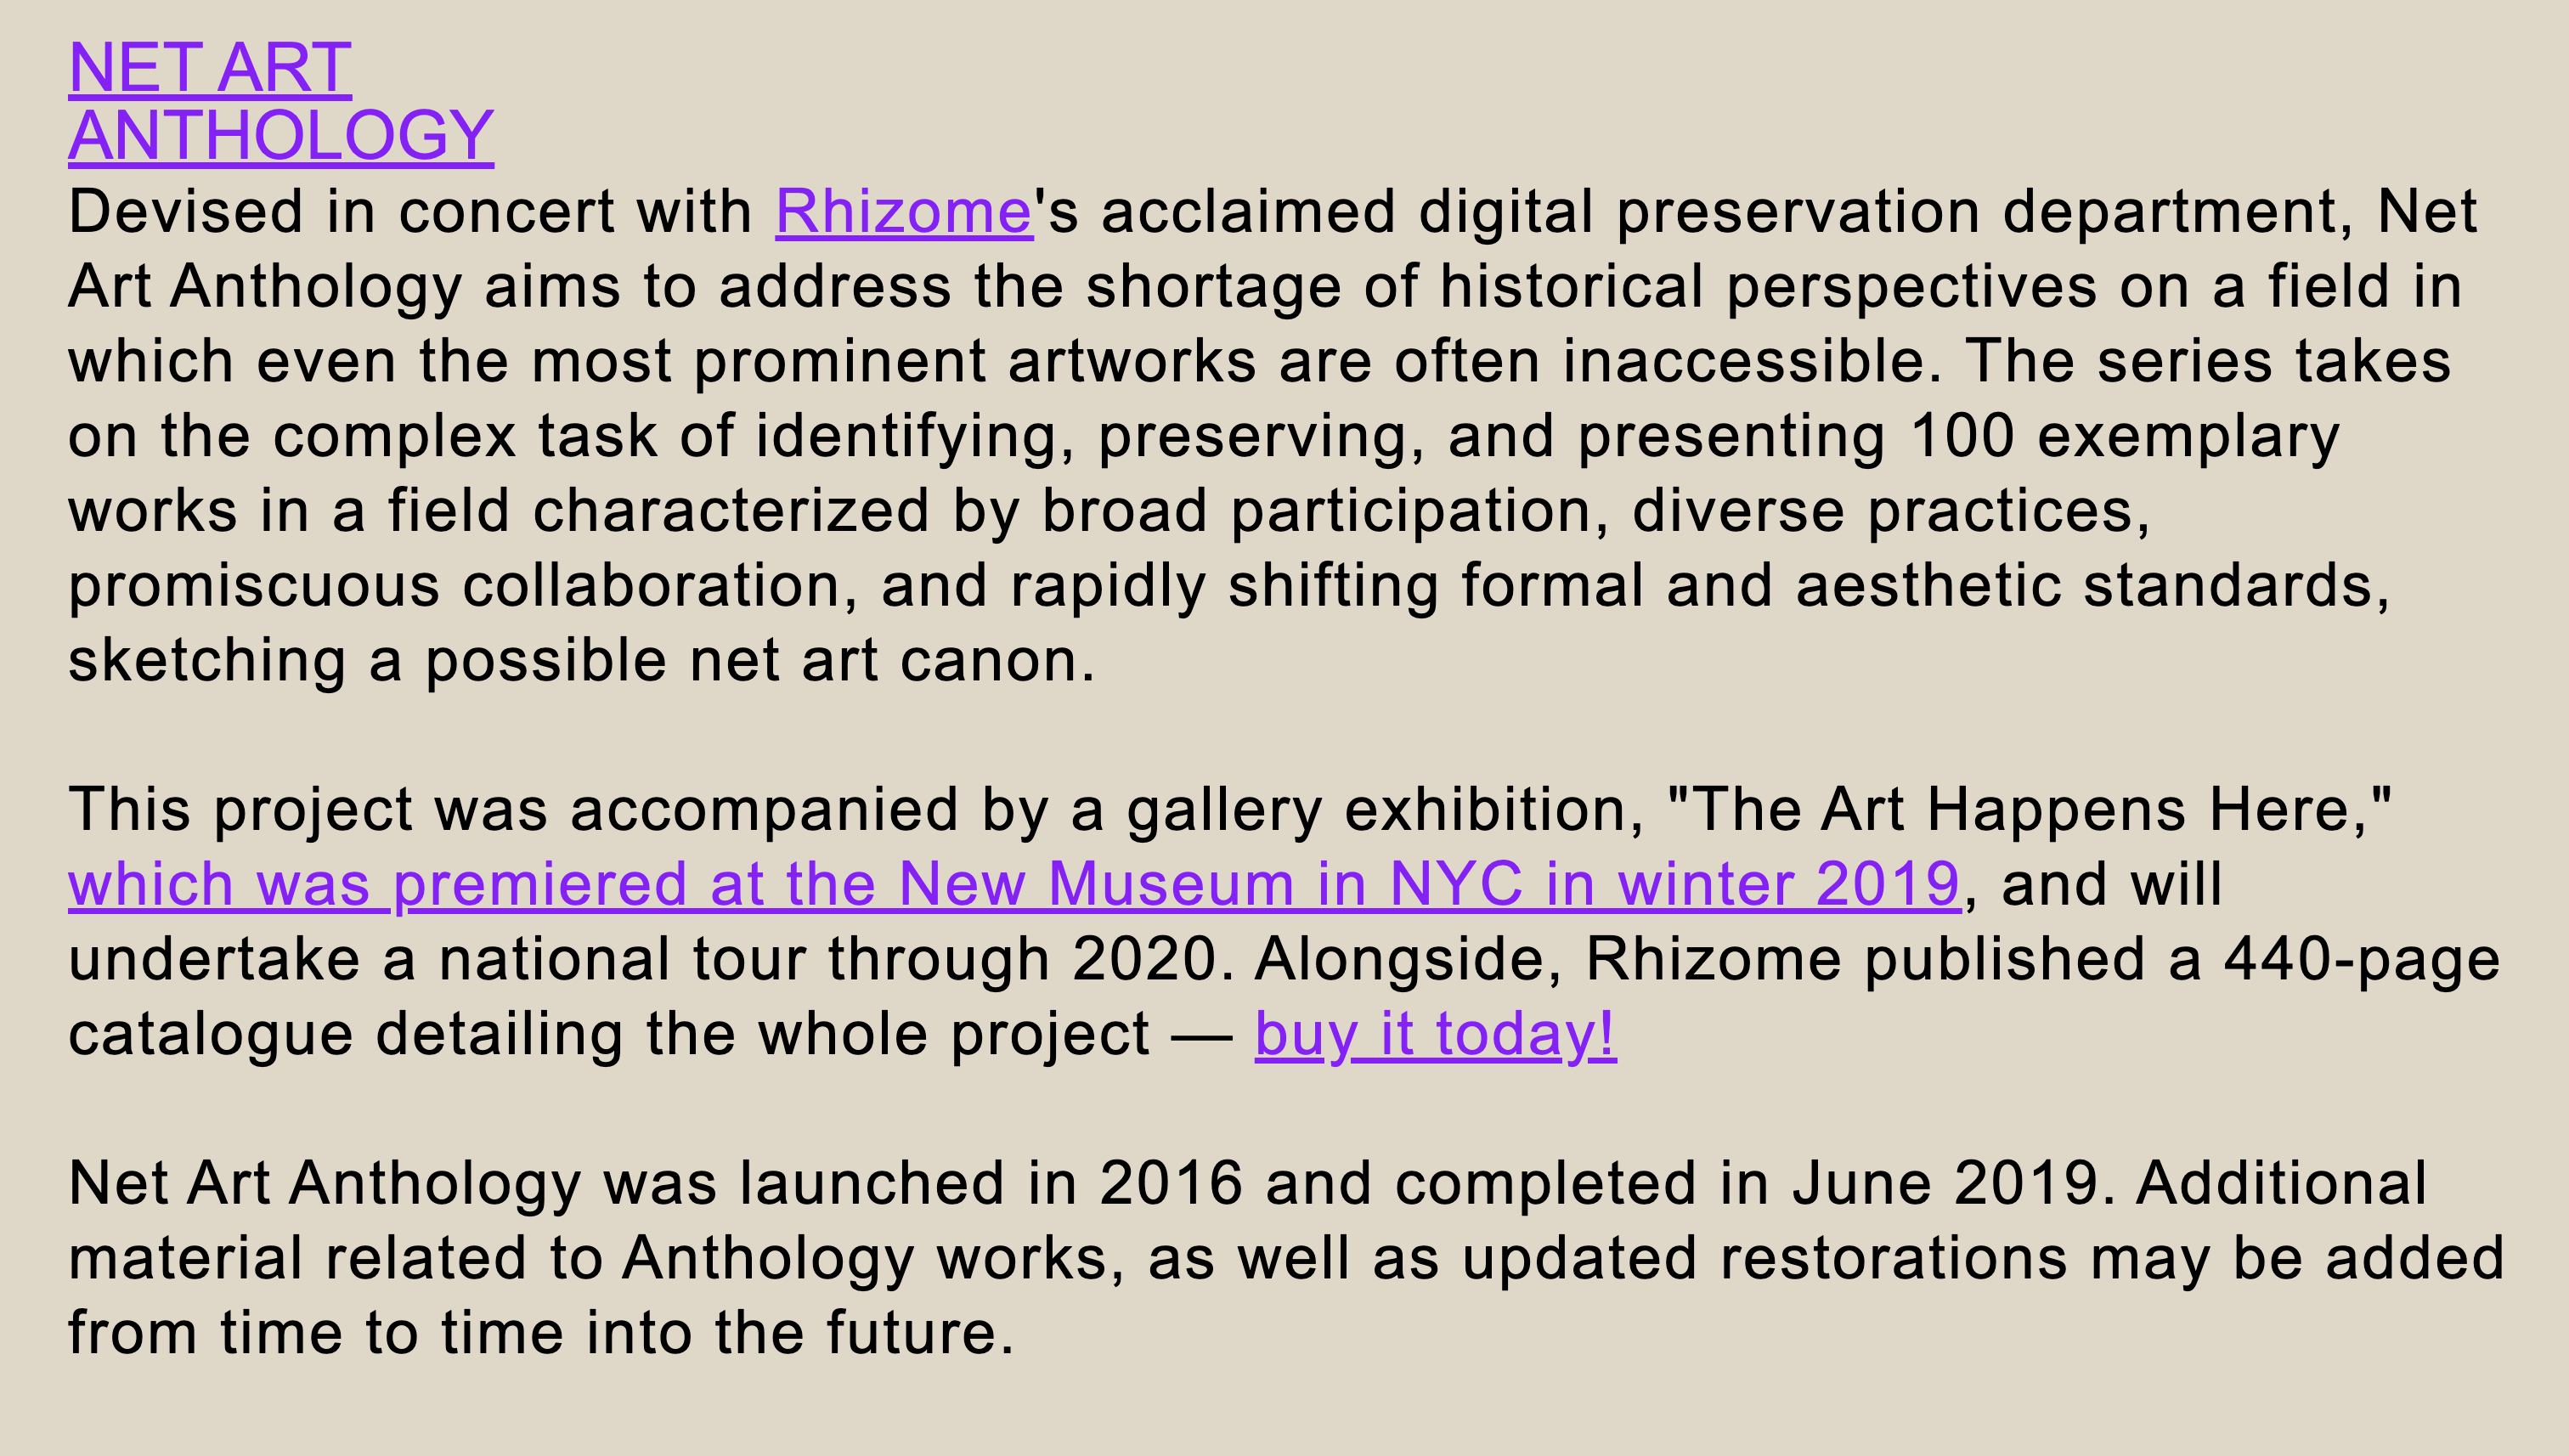 NET ART
ANTHOLOGY
Devised in concert with Rhizome's acclaimed digital preservation department, Net
Art Anthology aims to address the shortage of historical perspectives on a field in
which even the most prominent artworks are often inaccessible. The series takes
on the complex task of identifying, preserving, and presenting 100 exemplary
works in a field characterized by broad participation, diverse practices,
promiscuous collaboration, and rapidly shifting formal and aesthetic standards,
sketching a possible net art canon.
This project was accompanied by a gallery exhibition, "The Art Happens Here,"
which was premiered at the New Museum in NYC in winter 2019, and will
undertake a national tour through 2020. Alongside, Rhizome published a 440-page
catalogue detailing the whole project — buy it today!
Net Art Anthology was launched in 2016 and completed in June 2019. Additional
material related to Anthology works, as well as updated restorations may be added
from time to time into the future.